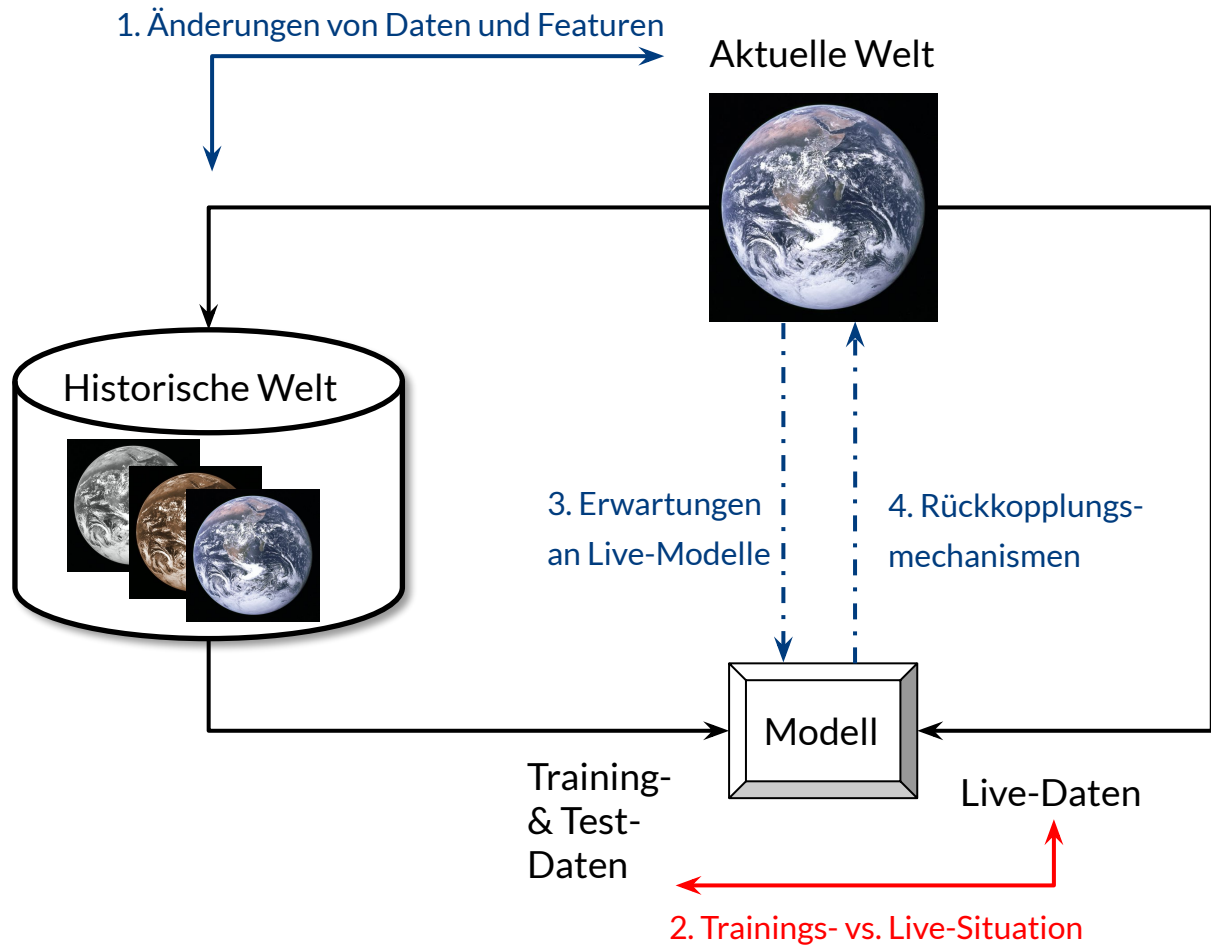 1. Änderungen von Daten und Features
Aktuelle Welt
Historische Welt
3. Erwartungen
an Live-Modelle
4. Rückkopplungs-
mechanismen
Modell
Training-
& Test-
Daten
Live-Daten
2. Trainings- vs. Live-Situation